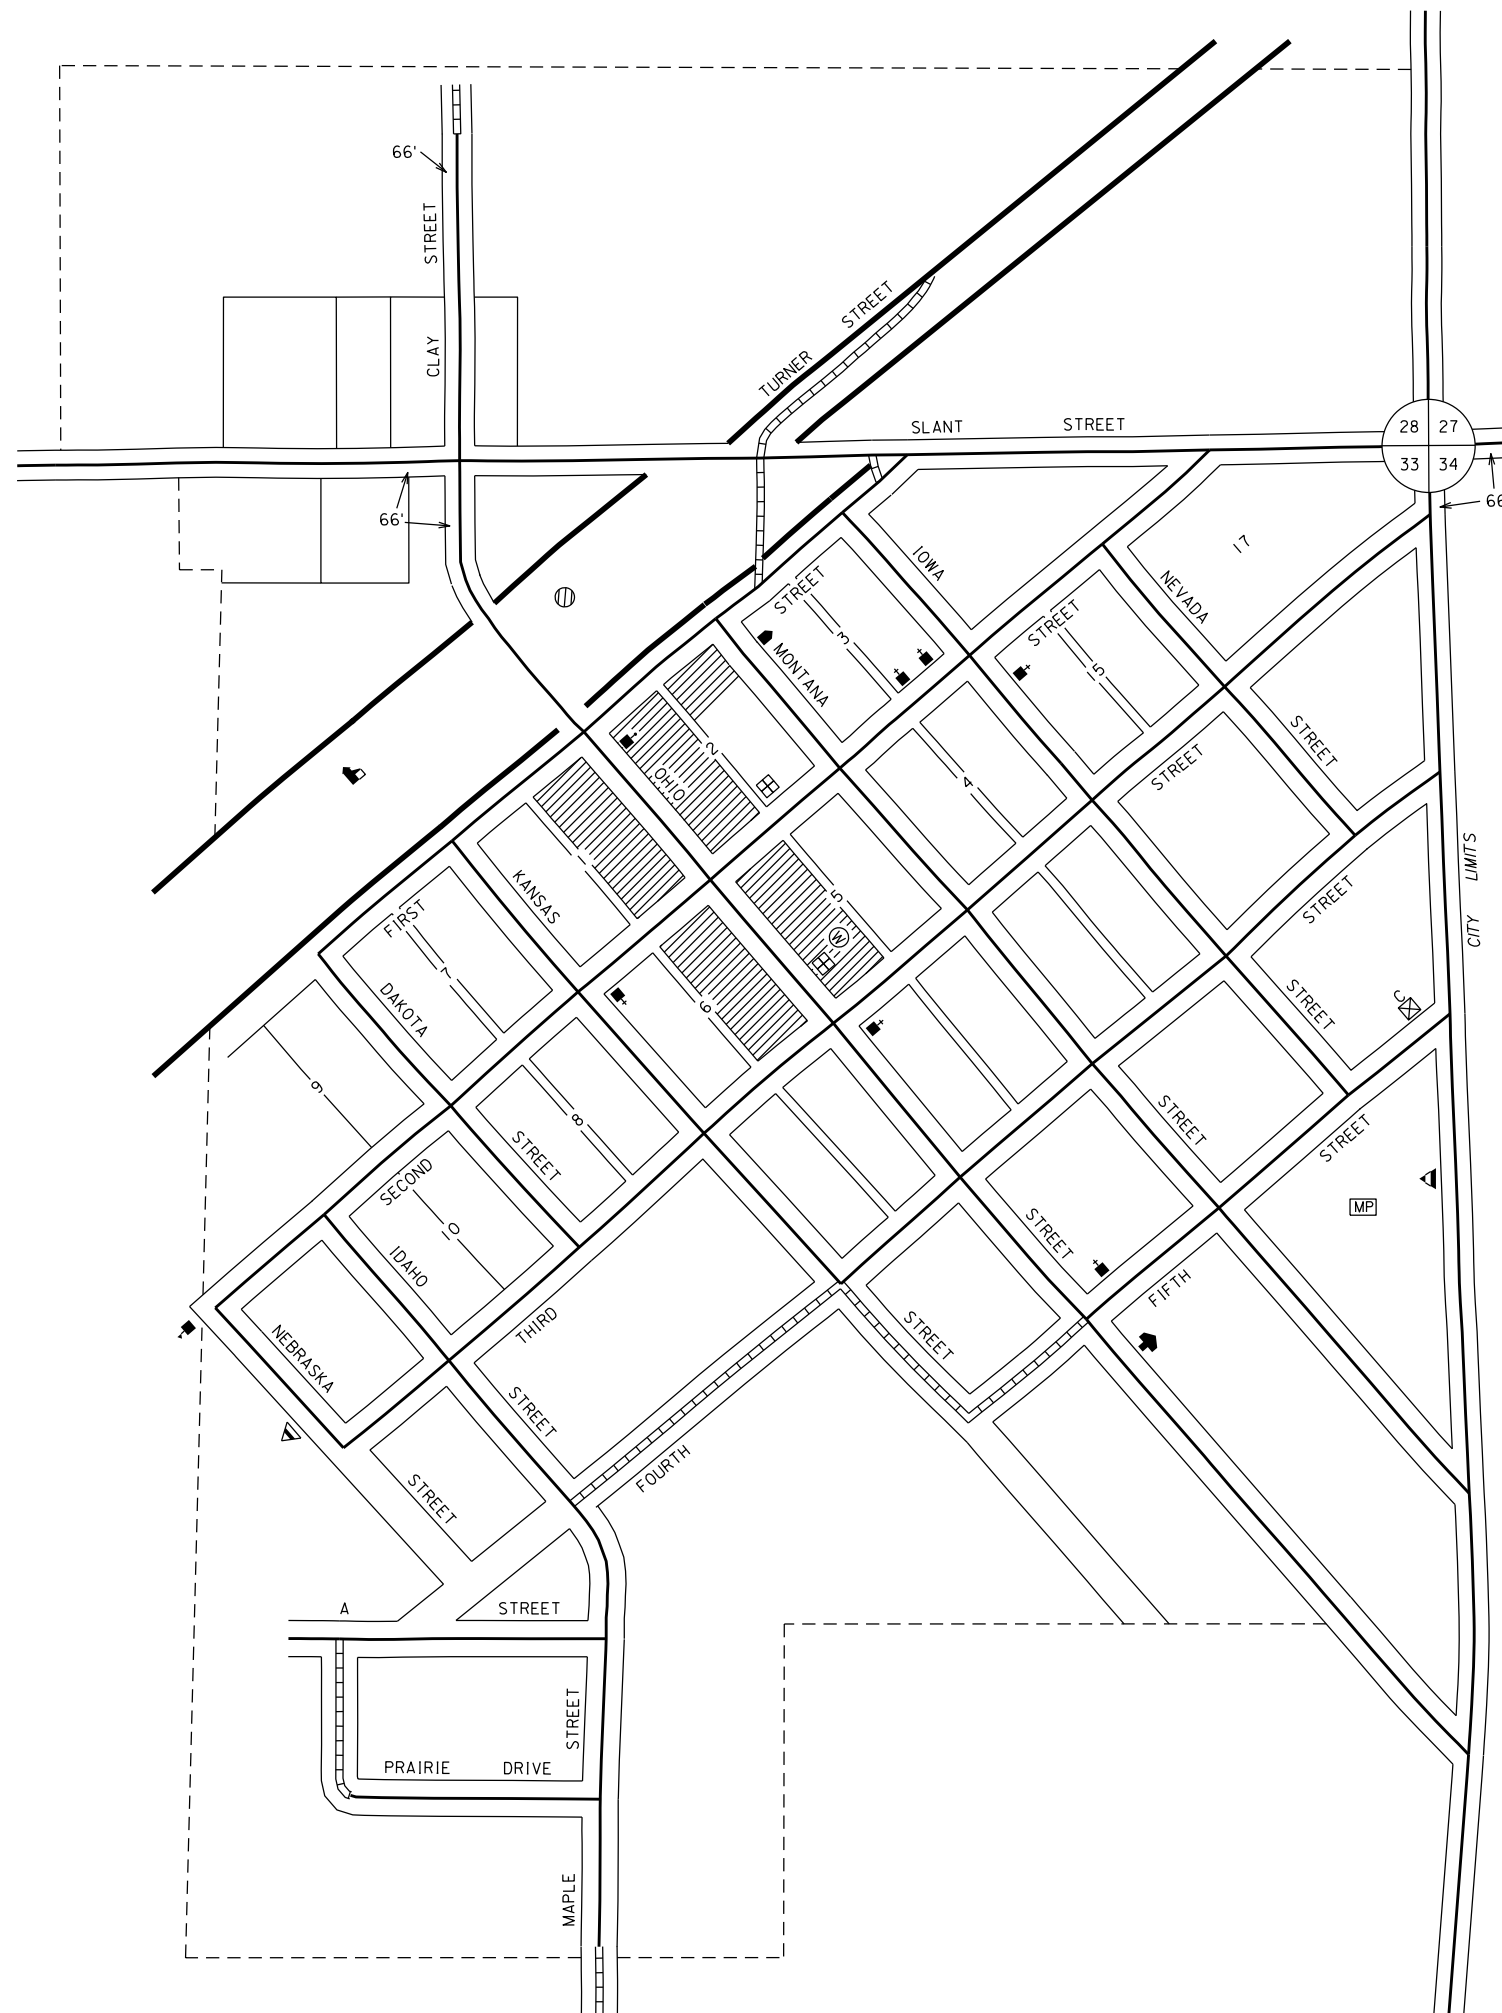 66'
STREET
CLAY
TURNER STREET
SLANT STREET
28 27
33 34
66'
66
IOWA
17
NEVADA
STREET
3
MONTANA
STREET
15
STREET
2
OHIO
4
STREET
1
KANSAS
5
W
FIRST
7
DAKOTA
6
STREET
STREET
C
CITY LIMITS
9
8
STREET
STREET
STREET
MP
SECOND
10
IDAHO
STREET
FIFTH
STREET
THIRD
NEBRASKA
STREET
FOURTH
STREET
A STREET
STREET
PRAIRIE DRIVE
MAPLE